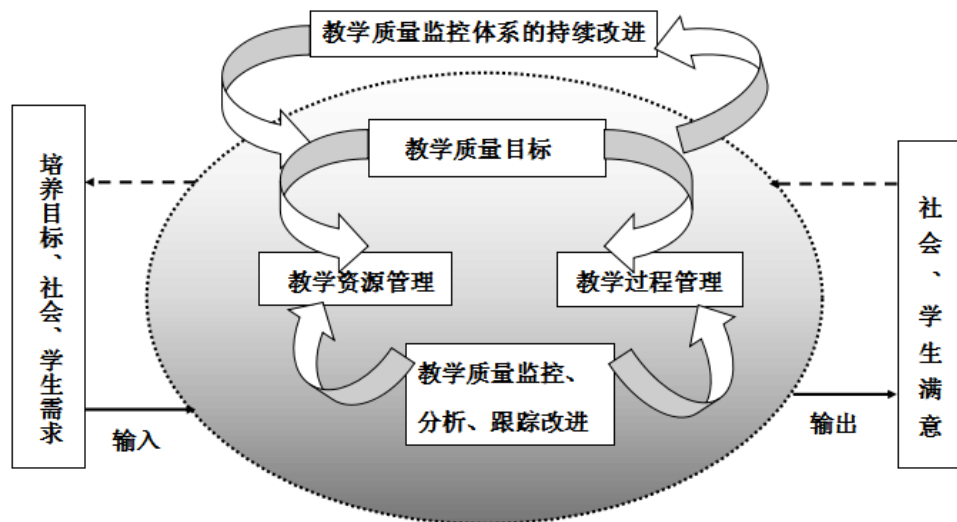 教学质量监控体系的持续改进
教学质量目标
培养目标、社会、学生需求
社会、学生满意
教学资源管理
教学过程管理
教学质量监控、
分析、跟踪改进
输入
输出